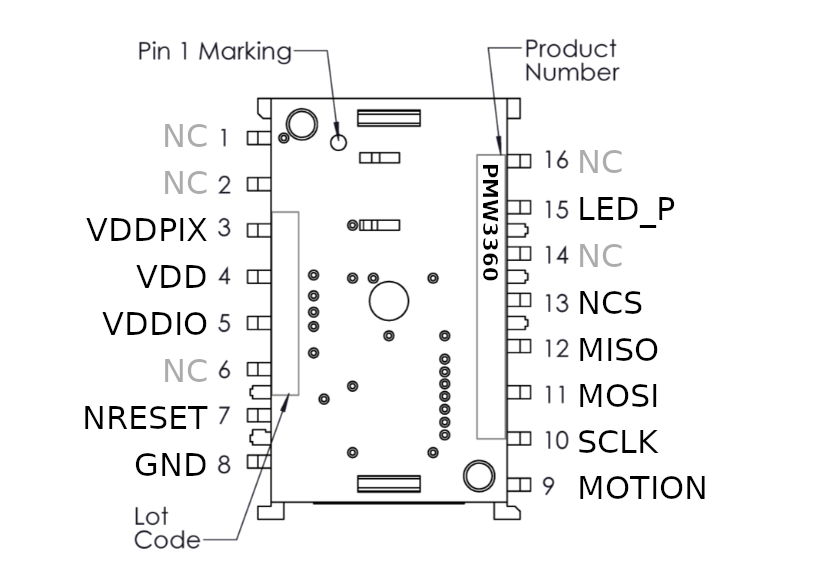 Pin 1 Marking
Product
Number
NC 1
NC 2
VDDPIX 3
VDD 4
VDDIO 5
NC 6
NRESET 7
GND 8
Lot
Code
PMW3360
16 NC
15 LED_P
14 NC
13 NCS
12 MISO
11 MOSI
10 SCLK
9 MOTION